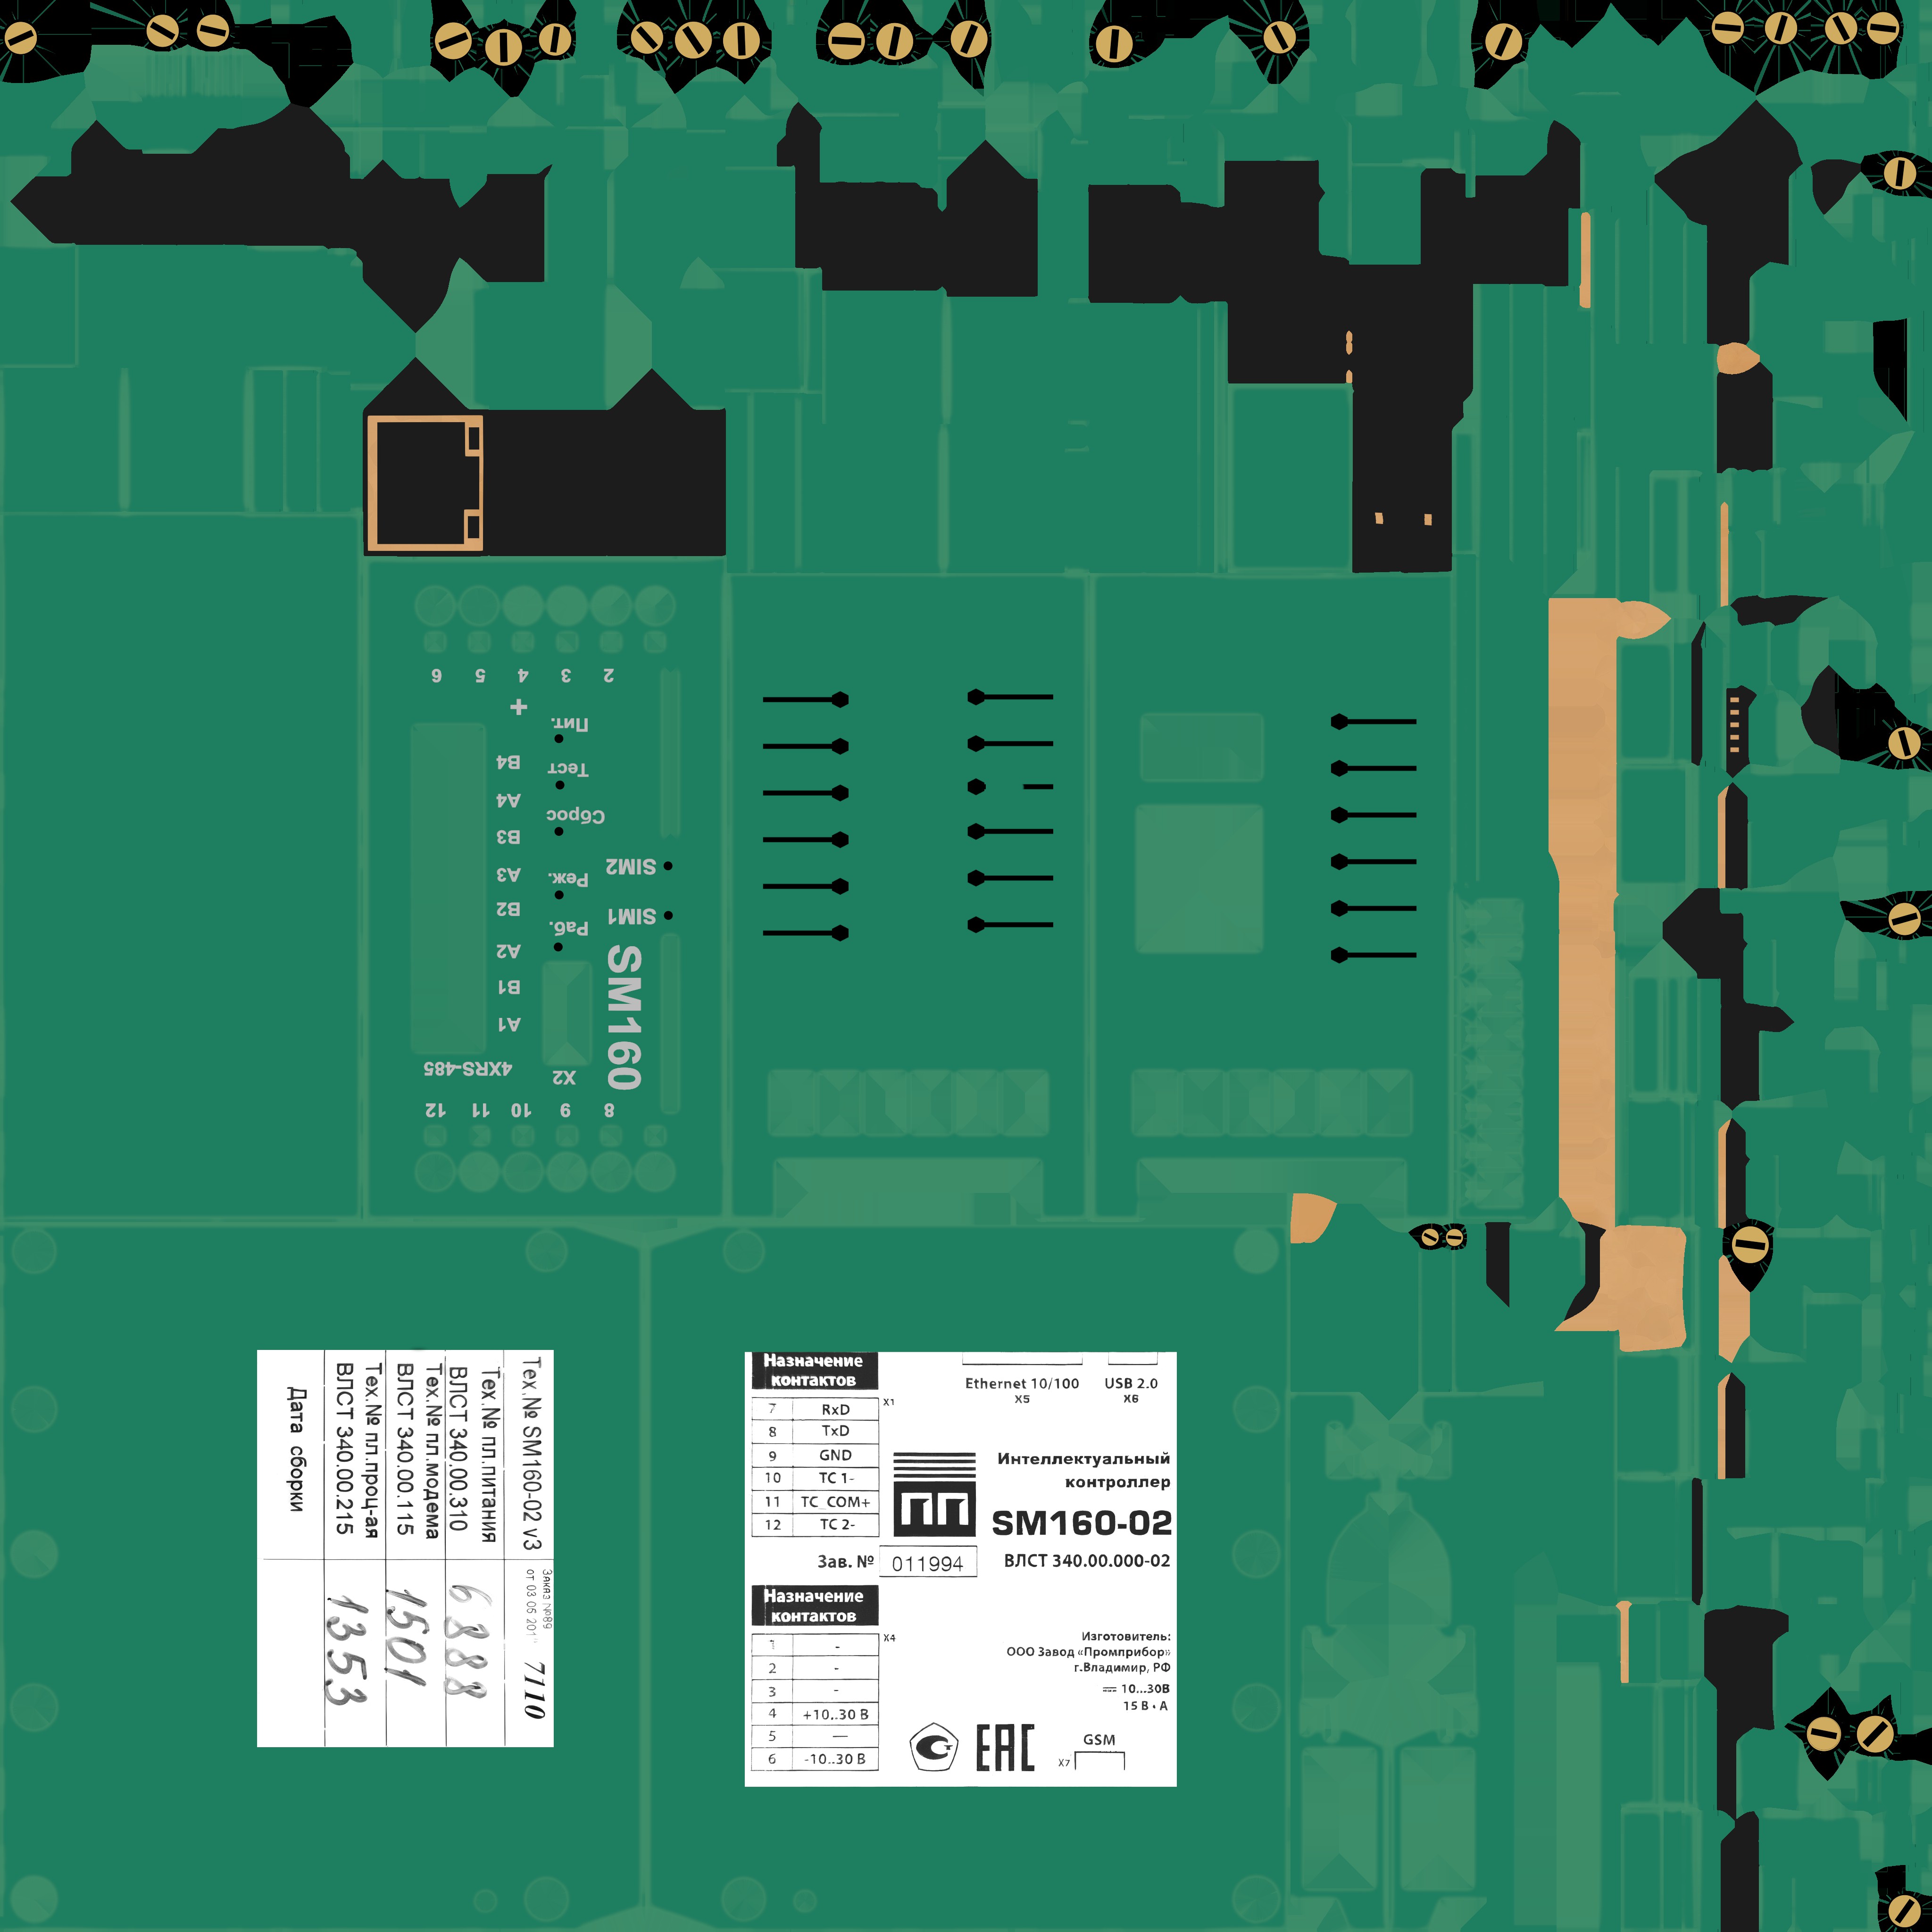 6 5 4 3 2
+
Пит.
B4
Тест
A4
Сброс
B3
SIM2
A3
Реж.
B2
SIM1
Раб.
A2
SM160
B1
A1
4XRS-485
X2
12 11 10 9 8
Тех.№ SM160-02 v3
Заказ №89
7110
Тех.№ пл.питания
ВЛСТ 340.00.310
6388
Тех.№ пл.модема
ВЛСТ 340.00.115
1501
Тех.№ пл.проц-ая
ВЛСТ 340.00.215
1353
Дата сборки
Назначение
контактов
7 RxD
8 TxD
9 GND
10 TC 1-
11 TC_COM+
12 TC 2-
X1
Ethernet 10/100
X5
USB 2.0
X6
Интеллектуальный
контроллер
SM160-02
Зав. № 011994
ВЛСТ 340.00.000-02
Назначение
контактов
1 -
2 -
3 -
4 +10..30 В
5 —
6 -10..30 В
X4
Изготовитель:
ООО Завод «Промприбор»
г.Владимир, РФ
10...30В
15 В • А
EAC
GSM
X7